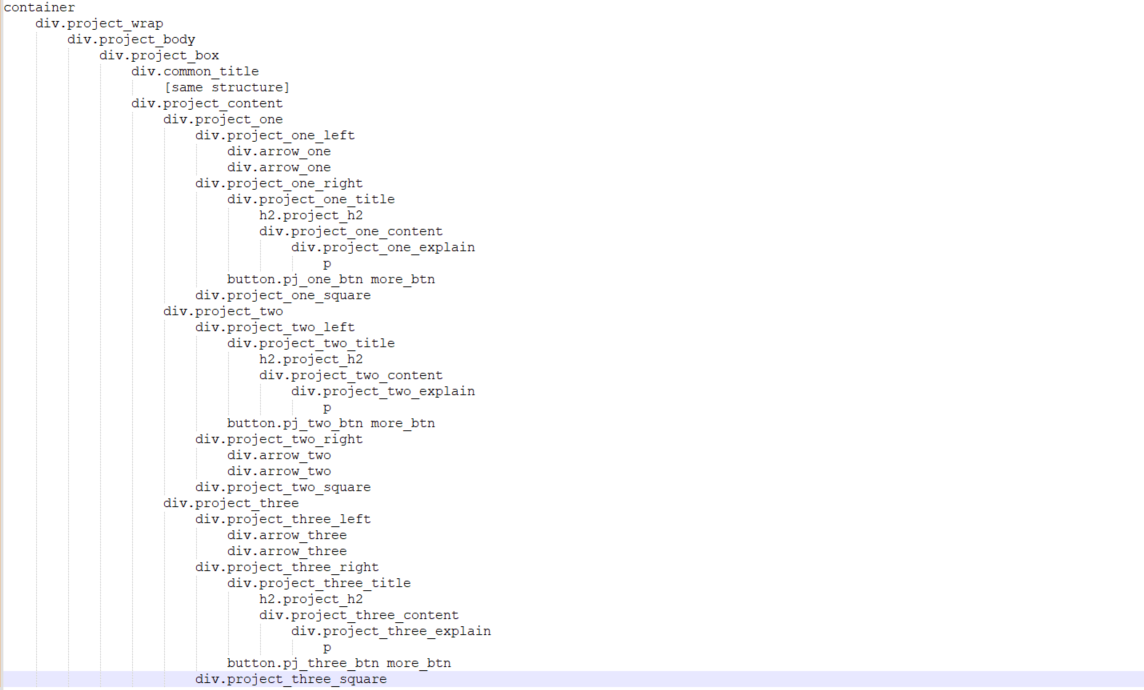 container
div.project_wrap
div.project_body
div.project_box
div.common_title
[same structure]
div.project_content
div.project_one
div.project_one_left
div.arrow_one
div.arrow_one
div.project_one_right
div.project_one_title
h2.project_h2
div.project_one_content
div.project_one_explain
p
button.pj_one_btn more_btn
div.project_one_square
div.project_two
div.project_two_left
div.project_two_title
h2.project_h2
div.project_two_content
div.project_two_explain
p
button.pj_two_btn more_btn
div.project_two_right
div.arrow_two
div.arrow_two
div.project_two_square
div.project_three
div.project_three_left
div.arrow_three
div.arrow_three
div.project_three_right
div.project_three_title
h2.project_h2
div.project_three_content
div.project_three_explain
p
button.pj_three_btn more_btn
div.project_three_square